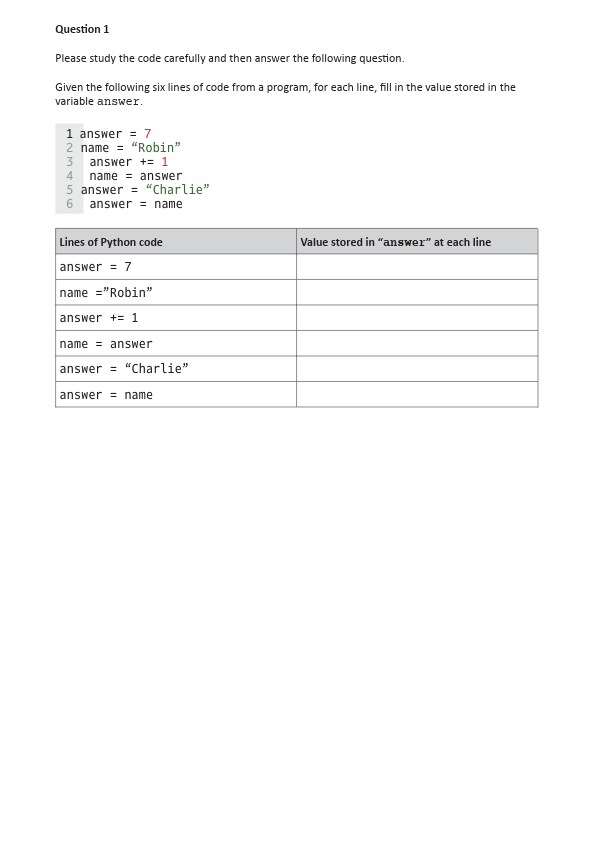 Question 1
Please study the code carefully and then answer the following question.
Given the following six lines of code from a program, for each line, fill in the value stored in the
variable answer.
1 answer = 7
2 name = “Robin”
3 answer += 1
4 name = answer
5 answer = “Charlie”
6 answer = name
Lines of Python code Value stored in “answer” at each line
answer = 7
name =”Robin”
answer += 1
name = answer
answer = “Charlie”
answer = name